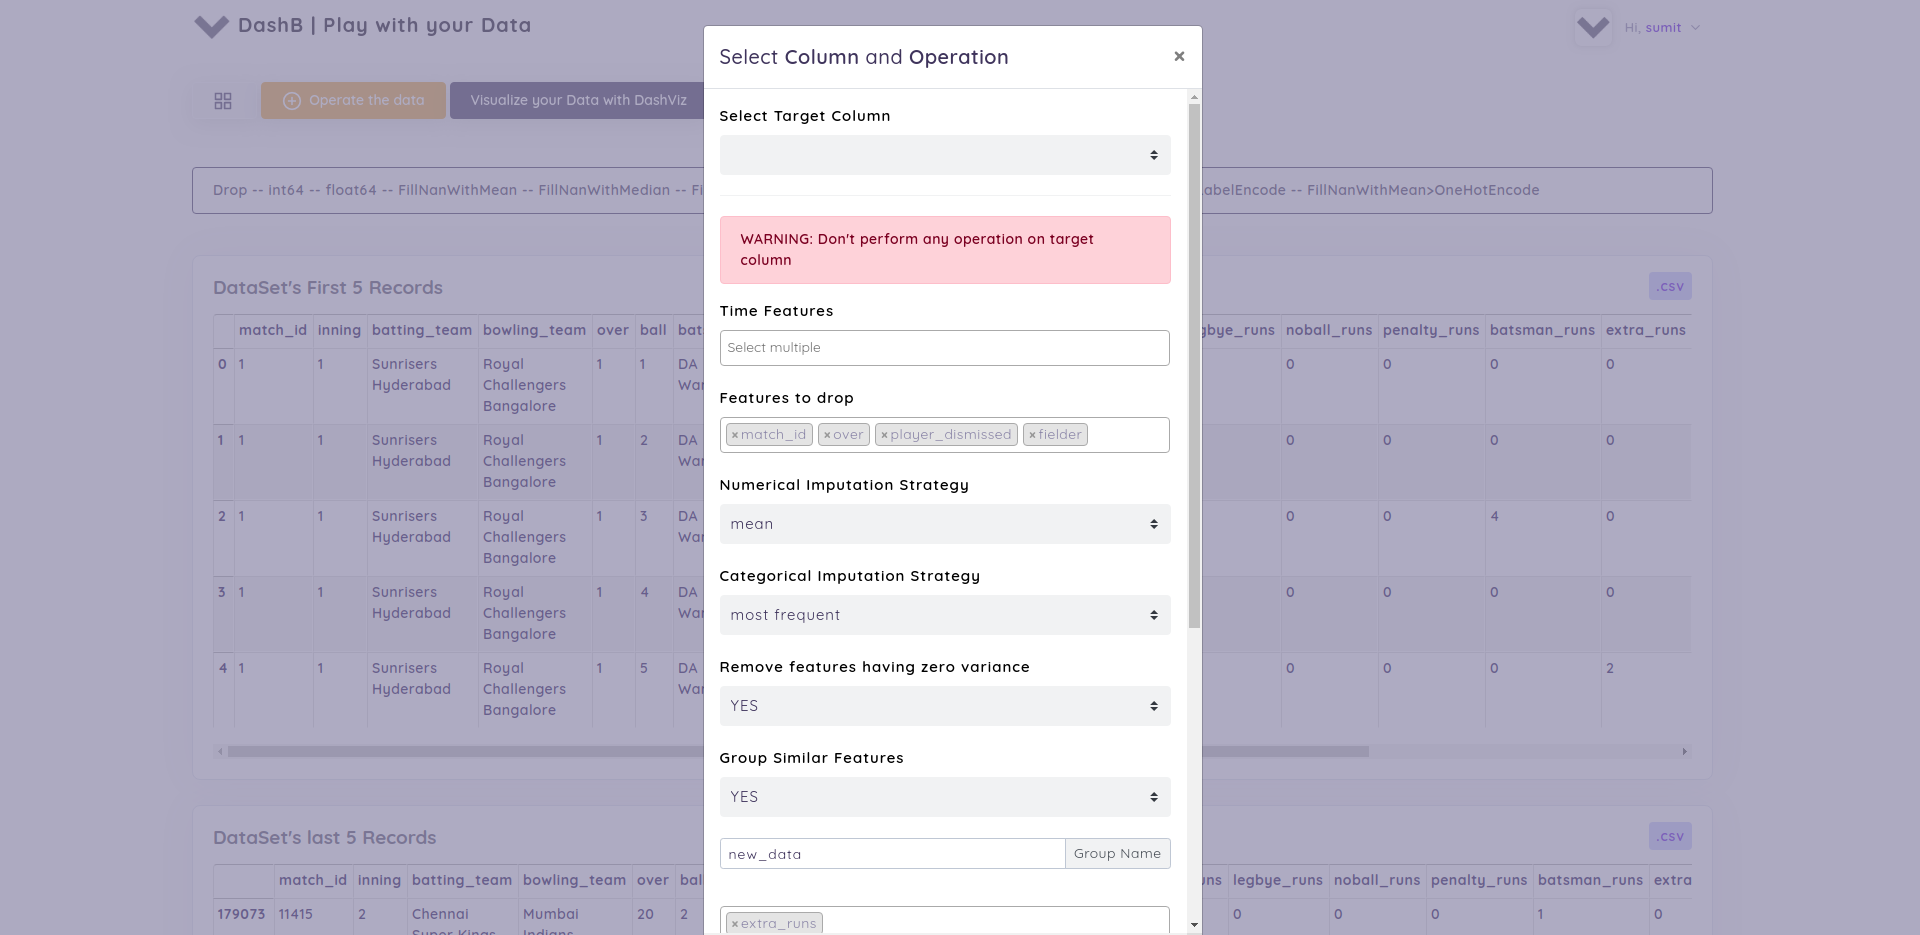 DashB | Play with your Data
Hi, sumit
Operate the data
Visualize your Data with DashViz
Drop -- int64 -- float64 -- FillNanWithMean -- FillNanWithMedian -- Fi
abelEncode -- FillNanWithMean>OneHotEncode
DataSet's First 5 Records
.CSV
match_id inning batting_team bowling_team over ball bat
gbye_runs noball_runs penalty_runs batsman_runs extra_runs
0 1 1 Sunrisers Royal 1 1 DA 0 0 0 0
Hyderabad Challengers War
Bangalore
1 1 1 Sunrisers Royal 1 2 DA 0 0 0 0
Hyderabad Challengers War
Bangalore
2 1 1 Sunrisers Royal 1 3 DA 0 0 4 0
Hyderabad Challengers War
Bangalore
3 1 1 Sunrisers Royal 1 4 DA 0 0 0 0
Hyderabad Challengers War
Bangalore
4 1 1 Sunrisers Royal 1 5 DA 0 0 0 2
Hyderabad Challengers War
Bangalore
DataSet's last 5 Records
.CSV
match_id inning batting_team bowling_team over bal
uns legbye_runs noball_runs penalty_runs batsman_runs extra
179073 11415 2 Chennai Mumbai 20 2 0 0 0 1 0
Super Kings Indians
Select Column and Operation
×
Select Target Column
WARNING: Don't perform any operation on target
column
Time Features
Select multiple
Features to drop
×match_id ×over ×player_dismissed ×fielder
Numerical Imputation Strategy
mean
Categorical Imputation Strategy
most frequent
Remove features having zero variance
YES
Group Similar Features
YES
new_data Group Name
×extra_runs